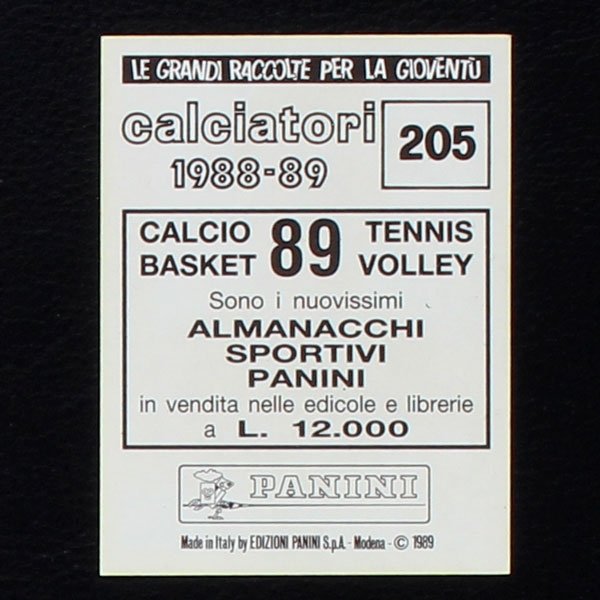 LE GRANDI RACCOLTE PER LA GIOVENTÙ
calciatori
1988-89
205
CALCIO 89 TENNIS
BASKET VOLLEY
Sono i nuovissimi
ALMANACCHI
SPORTIVI
PANINI
in vendita nelle edicole e librerie
a L. 12.000
PANINI
Made in Italy by EDIZIONI PANINI S.p.A. - Modena - © 1989